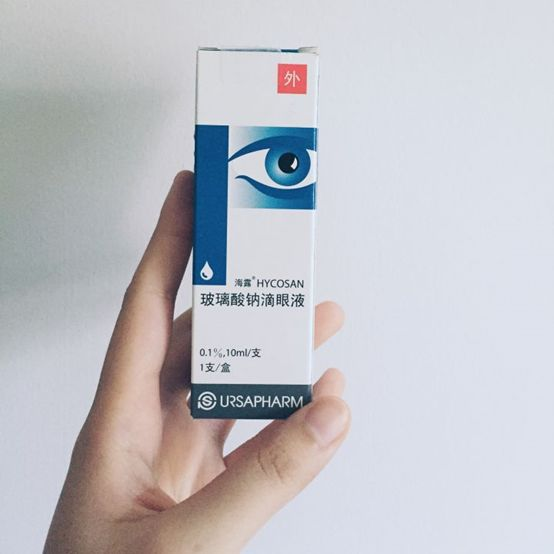 外
海露® HYCOSAN
玻璃酸钠滴眼液
0.1%,10ml/支
1支/盒
URSAPHARM